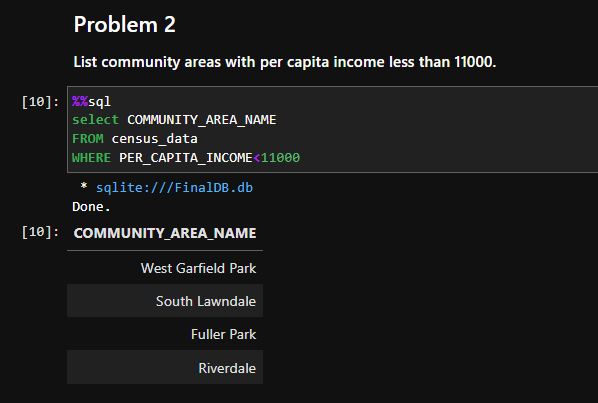 Problem 2
List community areas with per capita income less than 11000.
[10]: %%sql
select COMMUNITY_AREA_NAME
FROM census_data
WHERE PER_CAPITA_INCOME<11000
* sqlite:///FinalDB.db
Done.
[10]: COMMUNITY_AREA_NAME
West Garfield Park
South Lawndale
Fuller Park
Riverdale